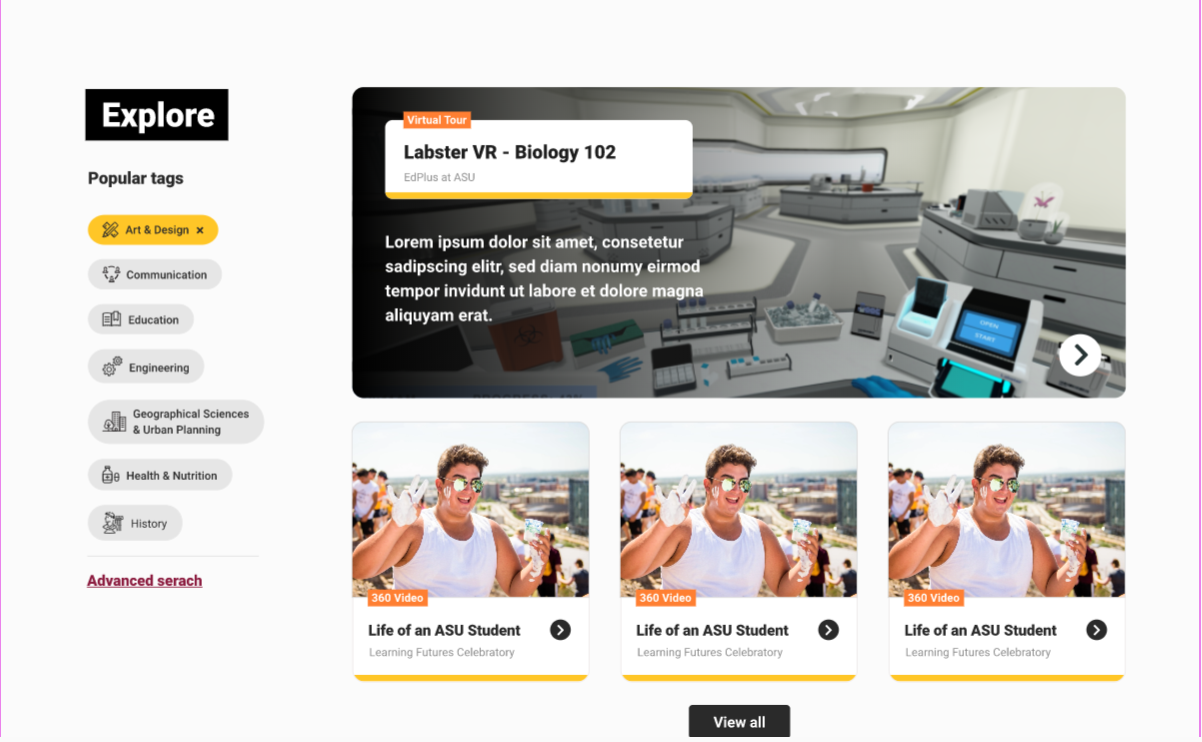 Explore
Popular tags
Art & Design ×
Communication
Education
Engineering
Geographical Sciences
& Urban Planning
Health & Nutrition
History
Advanced serach
Virtual Tour
Labster VR - Biology 102
EdPlus at ASU
Lorem ipsum dolor sit amet, consetetur
sadipscing elitr, sed diam nonumy eirmod
tempor invidunt ut labore et dolore magna
aliquyam erat.
OPEN
START
360 Video
Life of an ASU Student
Learning Futures Celebratory
360 Video
Life of an ASU Student
Learning Futures Celebratory
360 Video
Life of an ASU Student
Learning Futures Celebratory
View all